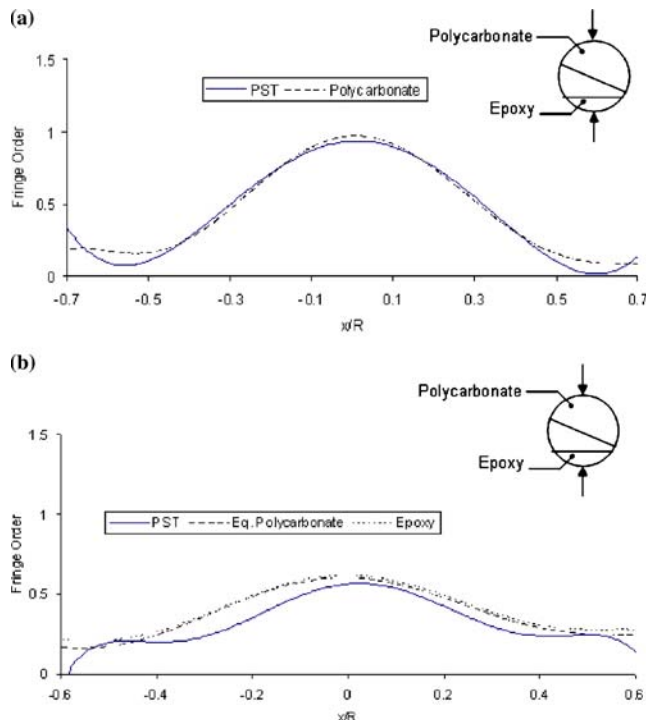 (a)
Polycarbonate
Epoxy
1.5
1
0.5
0
Fringe Order
PST Polycarbonate
-0.7 -0.5 -0.3 -0.1 0.1 0.3 0.5 0.7
x/R
(b)
Polycarbonate
Epoxy
1.5
1
0.5
0
Fringe Order
PST Eq.Polycarbonate Epoxy
-0.6 -0.4 -0.2 0 0.2 0.4 0.6
x/R